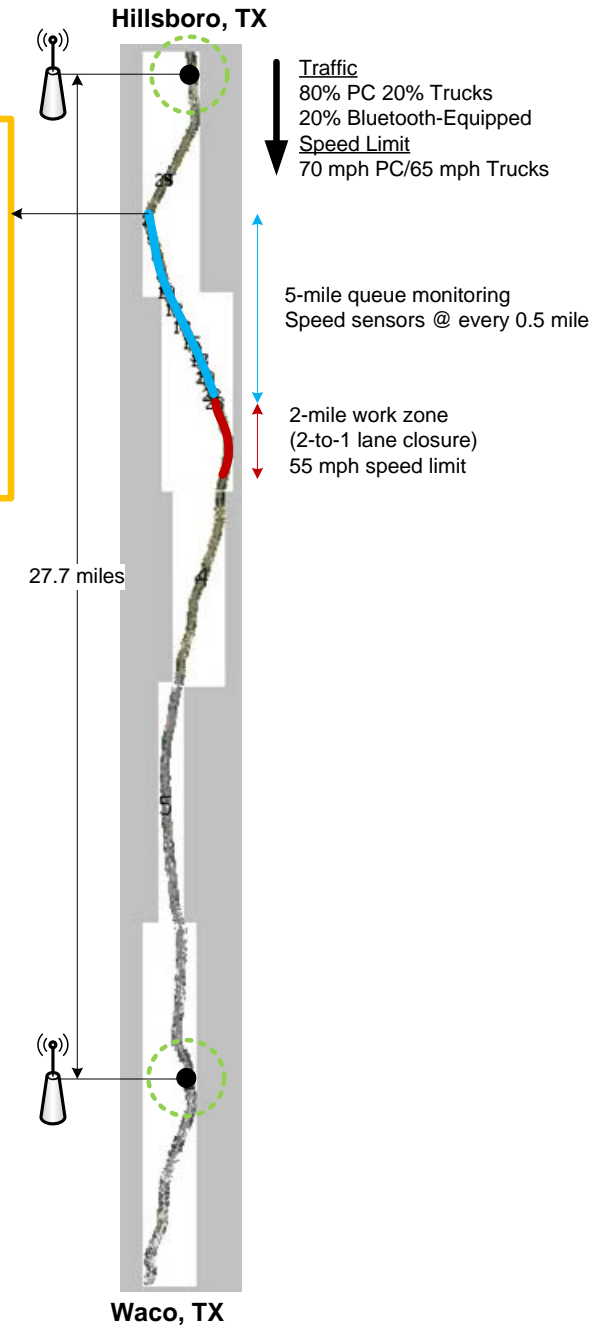 Hillsboro, TX
Traffic
80% PC 20% Trucks
20% Bluetooth-Equipped
Speed Limit
70 mph PC/65 mph Trucks
5-mile queue monitoring
Speed sensors @ every 0.5 mile
2-mile work zone
(2-to-1 lane closure)
55 mph speed limit
27.7 miles
4
5
Waco, TX